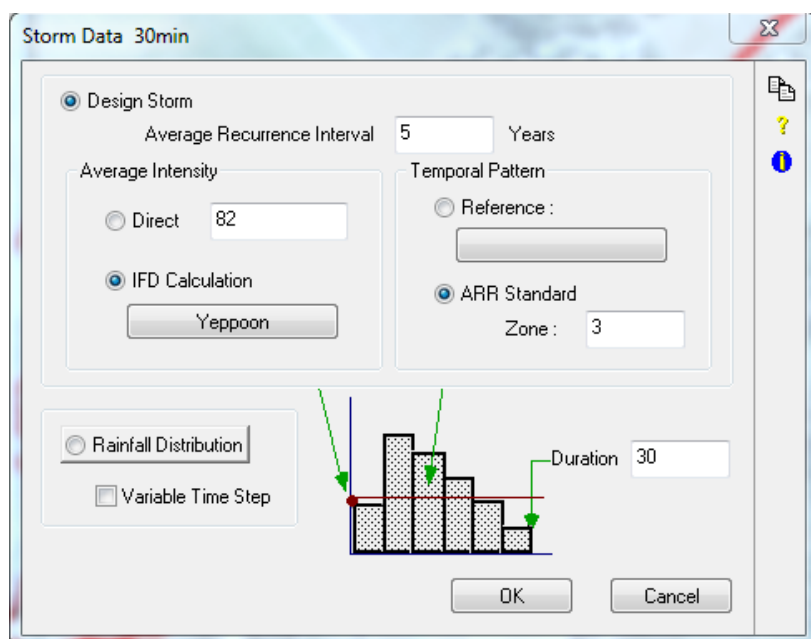 Storm Data 30min
Design Storm
Average Recurrence Interval 5 Years
Average Intensity
Direct 82
IFD Calculation
Yeppoon
Temporal Pattern
Reference :
ARR Standard
Zone : 3
Rainfall Distribution
Variable Time Step
Duration 30
OK Cancel